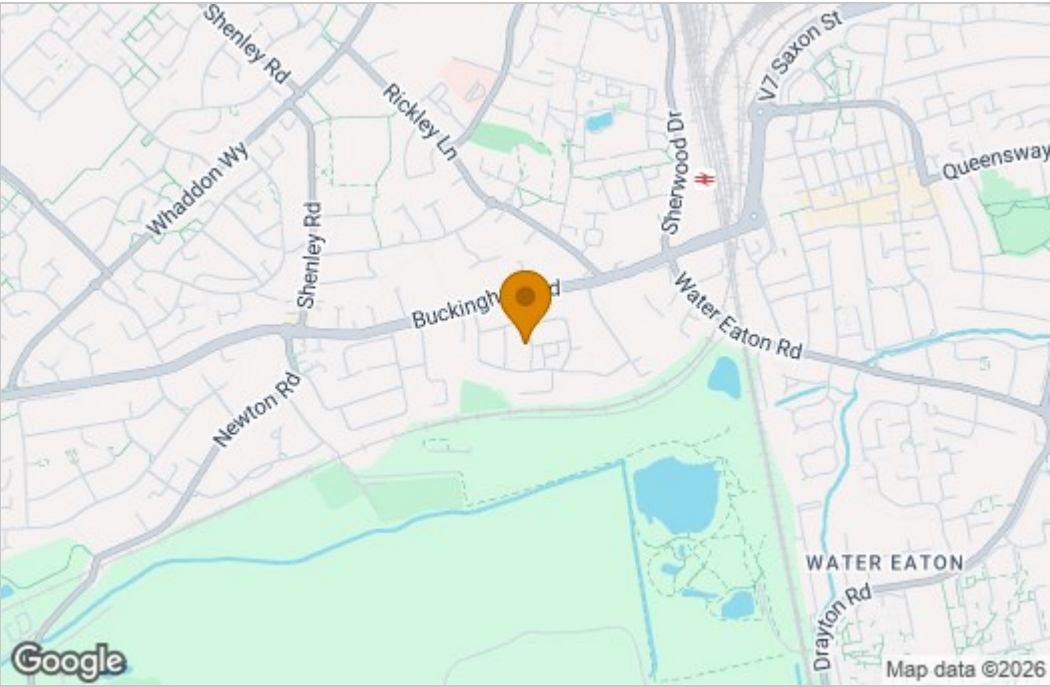 Shenley Rd
Rickley Ln
Sherwood Dr
V7 Saxon St
Queensway
Whaddon Wy
Shenley Rd
Buckingh
d
Water Eaton Rd
Newton Rd
WATER EATON
Drayton Rd
Google
Map data ©2026